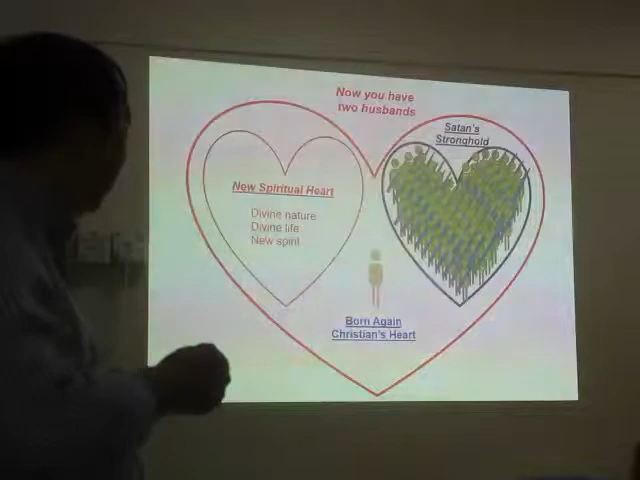 Now you have
two husbands
Satan's
Stronghold
New Spiritual Heart
Divine nature
Divine life
New spirit
Born Again
Christian's Heart